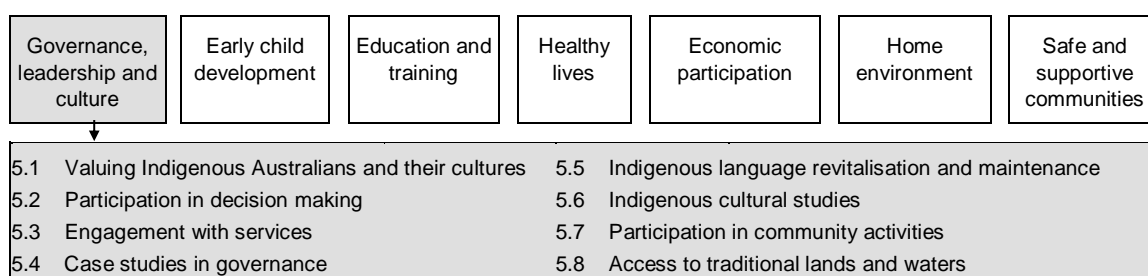 Governance,
leadership and
culture
Early child
development
Education and
training
Healthy
lives
Economic
participation
Home
environment
Safe and
supportive
communities
5.1 Valuing Indigenous Australians and their cultures
5.2 Participation in decision making
5.3 Engagement with services
5.4 Case studies in governance
5.5 Indigenous language revitalisation and maintenance
5.6 Indigenous cultural studies
5.7 Participation in community activities
5.8 Access to traditional lands and waters